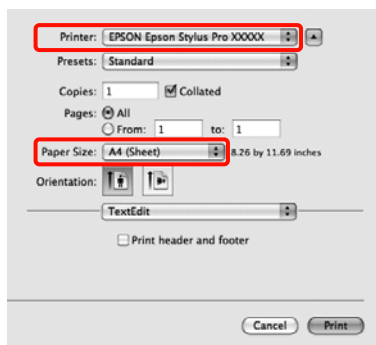 Printer: EPSON Epson Stylus Pro XXXXX
Presets: Standard
Copies: 1 Collated
Pages: All
From: 1 to: 1
Paper Size: A4 (Sheet) 8.26 by 11.69 inches
Orientation:
TextEdit
Print header and footer
Cancel Print